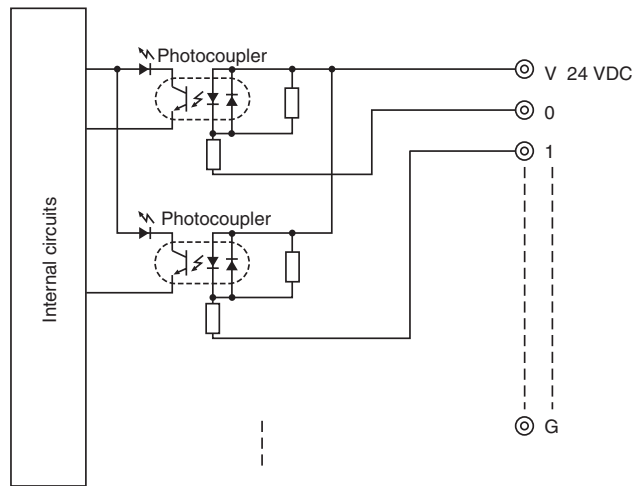 Photocoupler
V 24 VDC
0
1
Photocoupler
Internal circuits
G